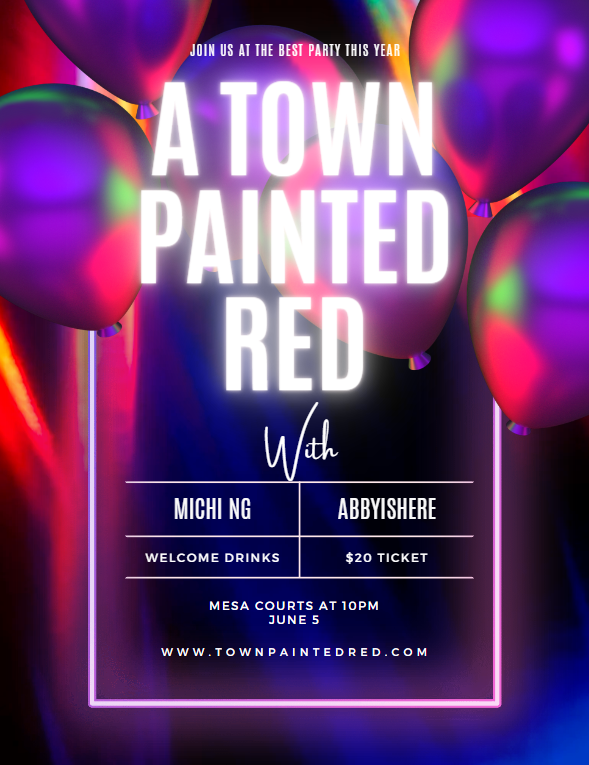 JOIN US AT THE BEST PARTY THIS YEAR
A TOWN
PAINTED
RED
With
MICHI NG
ABBYISHERE
WELCOME DRINKS
$20 TICKET
MESA COURTS AT 10PM
JUNE 5
WWW.TOWNPAINTEDRED.COM